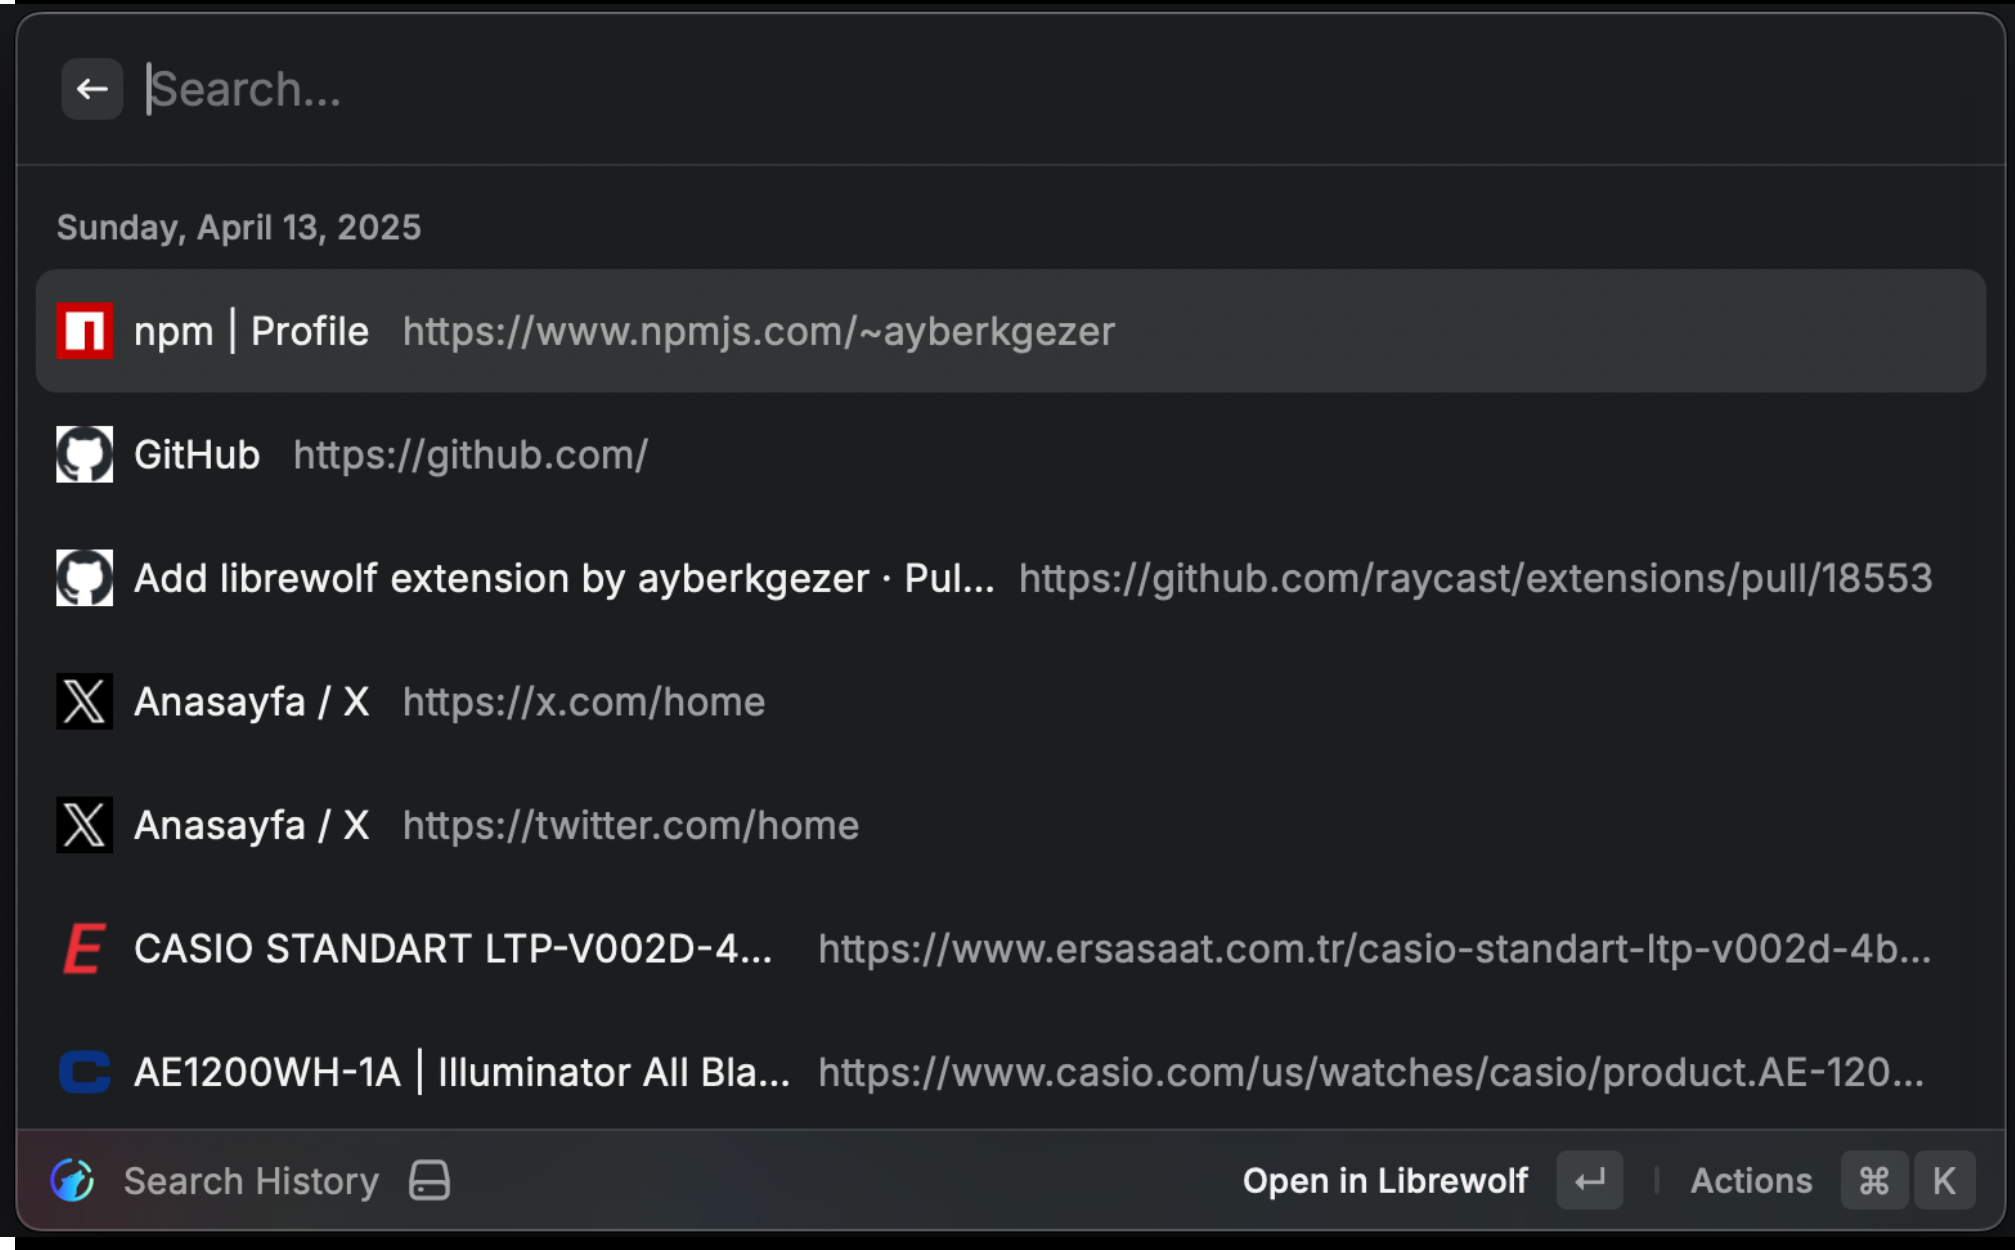 Search...
Sunday, April 13, 2025
npm | Profile https://www.npmjs.com/~ayberkgezer
GitHub https://github.com/
Add librewolf extension by ayberkgezer · Pul... https://github.com/raycast/extensions/pull/18553
Anasayfa / X https://x.com/home
Anasayfa / X https://twitter.com/home
CASIO STANDART LTP-V002D-4... https://www.ersasaat.com.tr/casio-standart-ltp-v002d-4b...
AE1200WH-1A | Illuminator All Bla... https://www.casio.com/us/watches/casio/product.AE-120...
Search History Open in Librewolf ↵ Actions ⌘ K